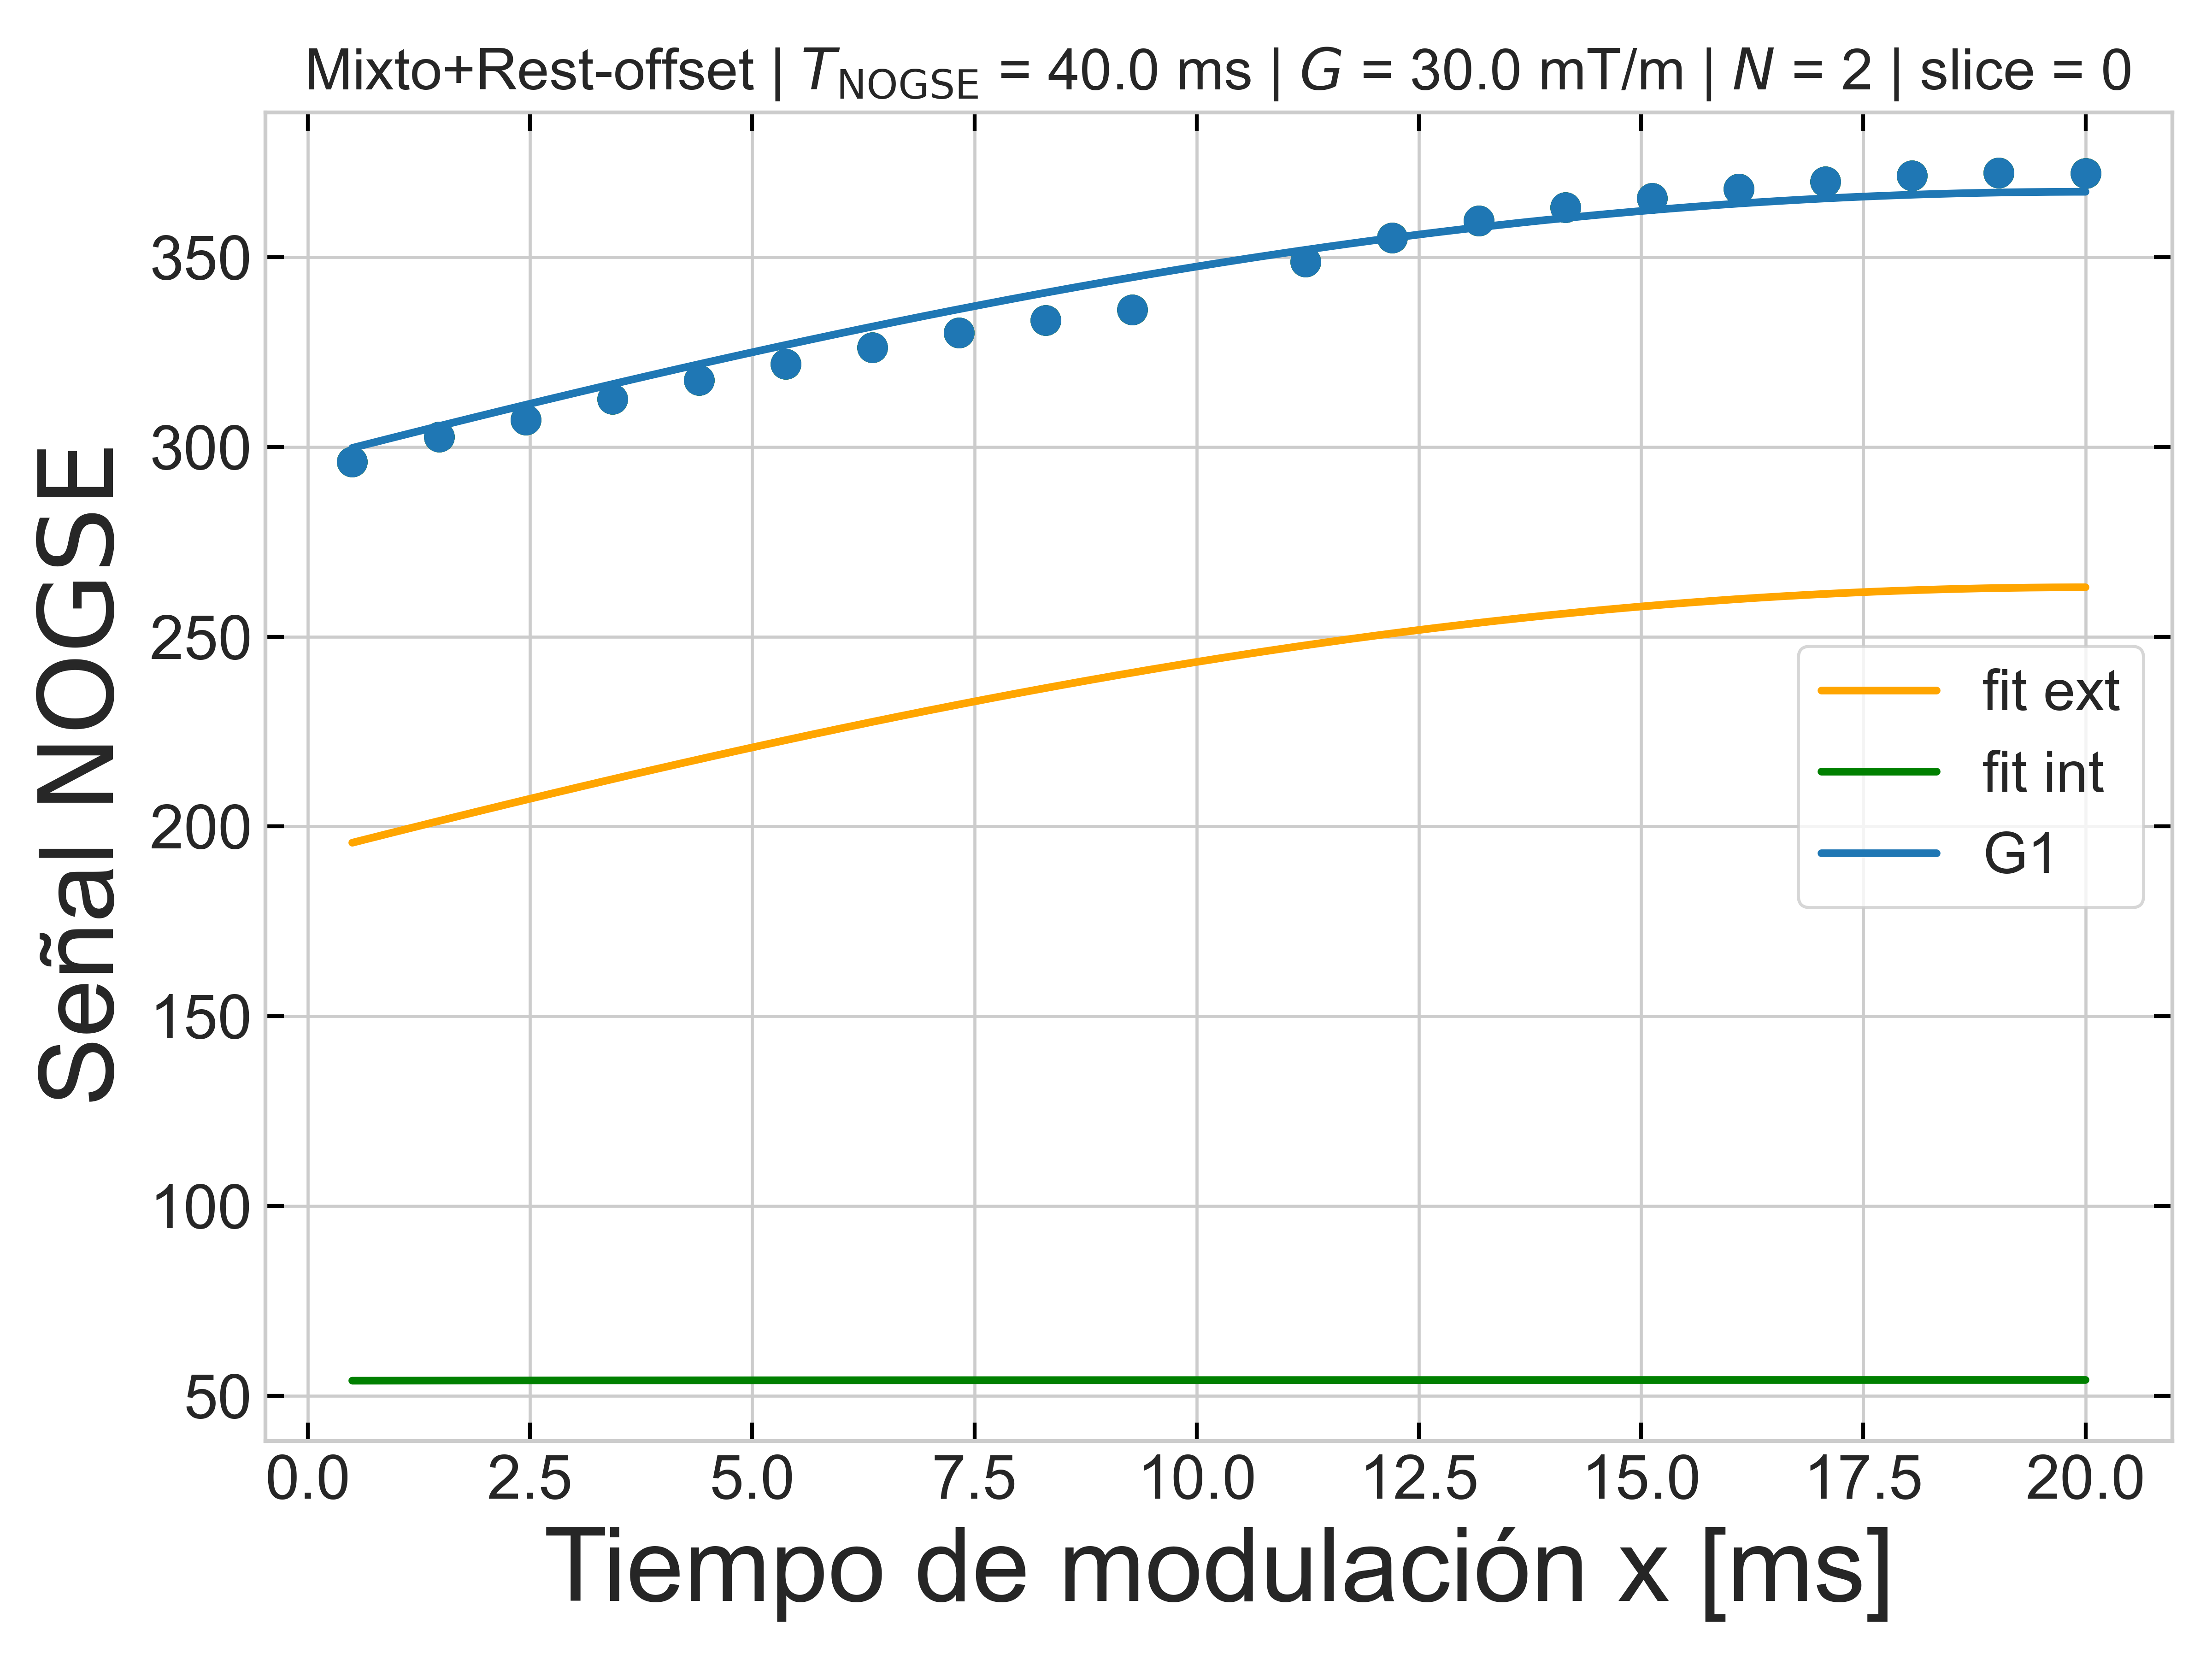 Mixto+Rest-offset | T_NOGSE = 40.0 ms | G = 30.0 mT/m | N = 2 | slice = 0
Señal NOGSE
350
300
250
200
150
100
50
fit ext
fit int
G1
0.0 2.5 5.0 7.5 10.0 12.5 15.0 17.5 20.0
Tiempo de modulación x [ms]